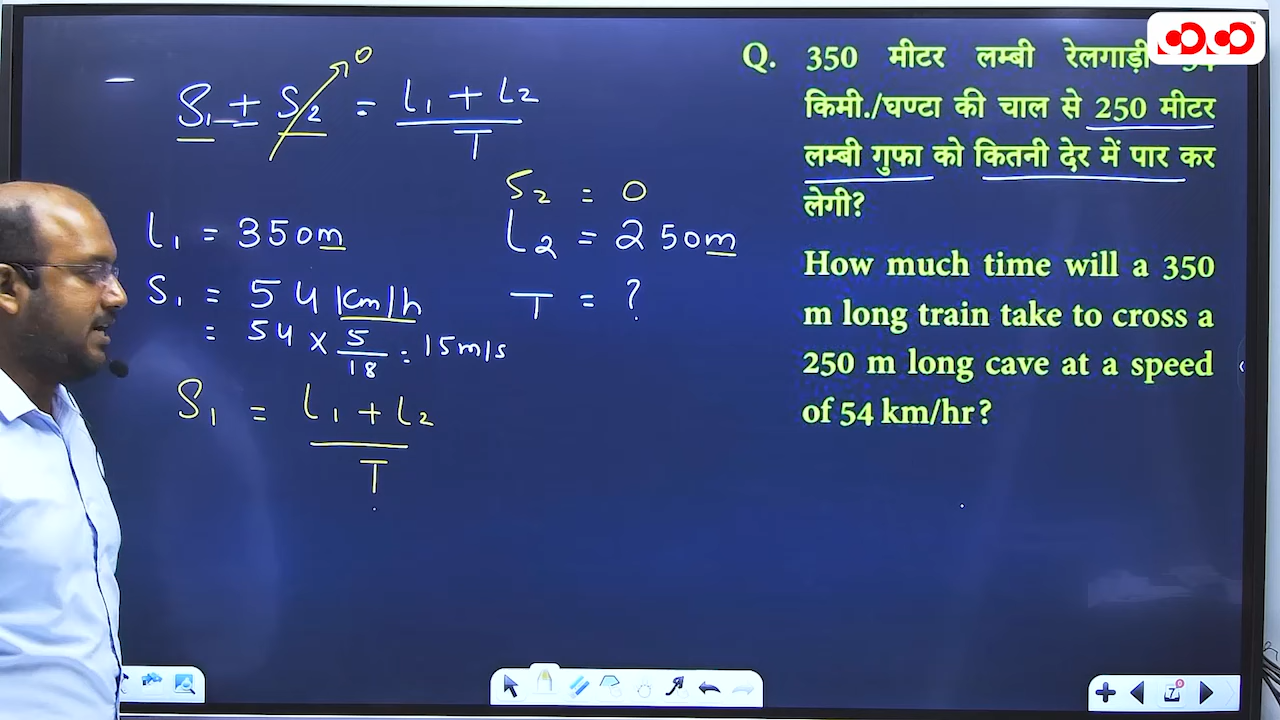 S₁ ± S₂ = l₁ + l₂ / T
0
S₂ = 0
l₁ = 350m
l₂ = 250m
S₁ = 54 km/h
T = ?
= 54 × 5/18 = 15m/s
S₁ = l₁ + l₂ / T
Q. 350 मीटर लम्बी रेलगाड़ी
किमी./घण्टा की चाल से 250 मीटर
लम्बी गुफा को कितनी देर में पार कर
लेगी?
How much time will a 350
m long train take to cross a
250 m long cave at a speed
of 54 km/hr?
7